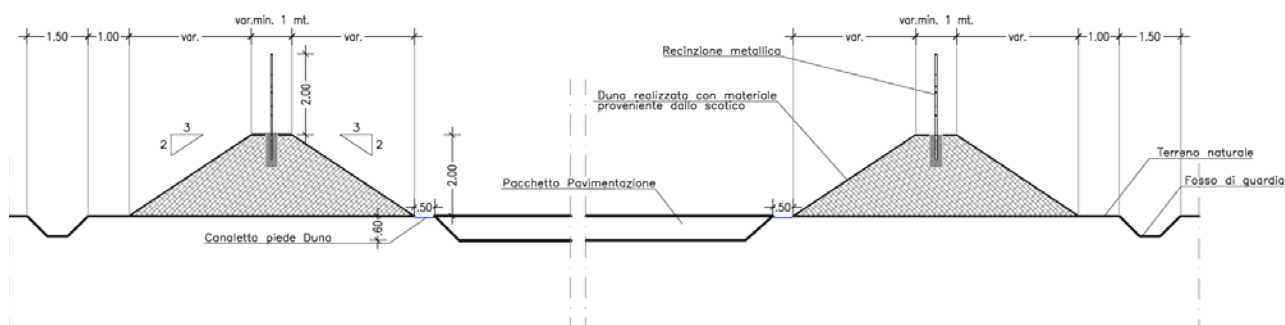 var.min. 1 mt.
var.min. 1 mt.
1.50
1.00
var.
var.
var.
var.
1.00
1.50
Recinzione metallica
2.00
Duna realizzata con materiale
proveniente dallo scotico
3
2
3
2
Terreno naturale
2.00
Pacchetto Pavimentazione
Fosso di guardia
.50
.50
Canaletta piede Duna
.60